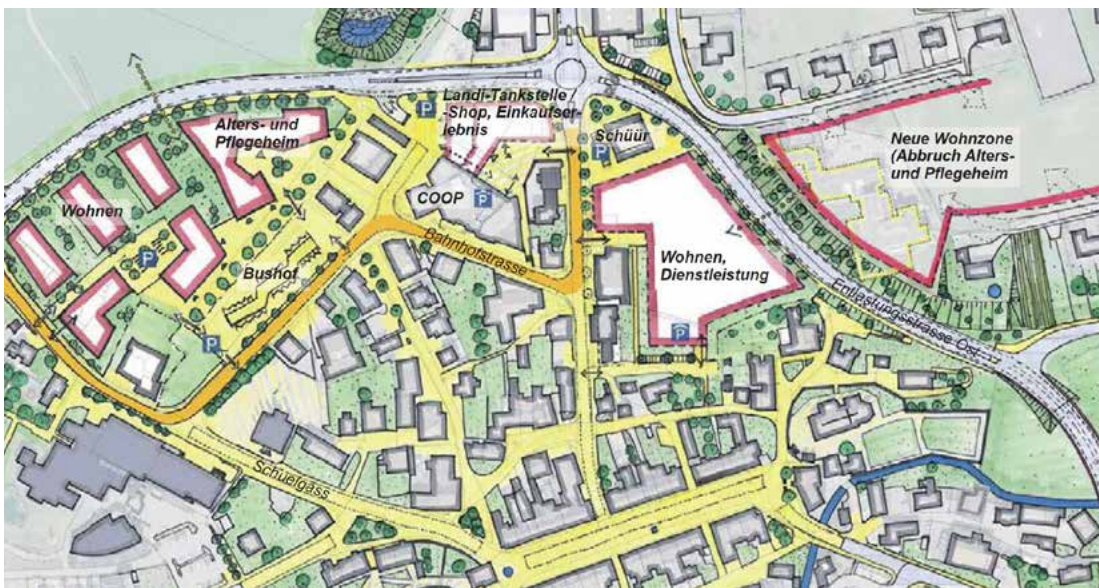 Landi-Tankstelle
-Shop, Einkaufser-
lebnis
P
Alters- und
Pflegeheim
Schüür
P
Neue Wohnzone
(Abbruch Alters-
und Pflegeheim
COOP
P
Wohnen
Bahnhofstrasse
P
Bushof
Wohnen,
Dienstleistung
P
Entlastungsstrasse Ost
P
Schuelgass